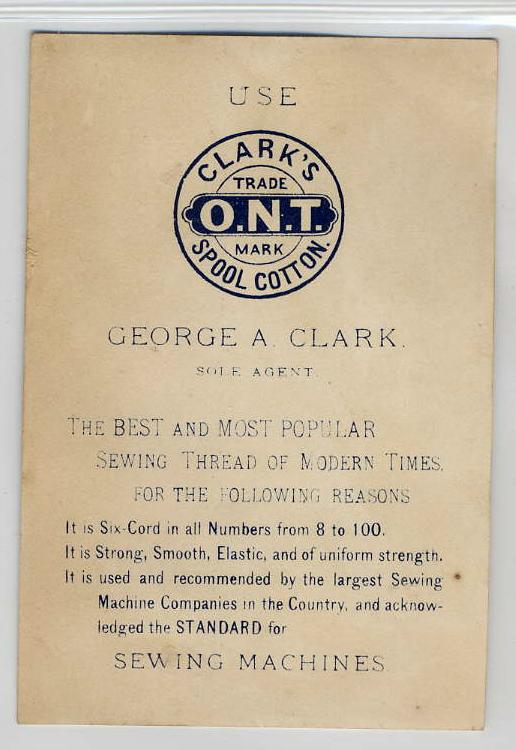 USE
CLARK'S
TRADE
O.N.T.
MARK
SPOOL COTTON.
GEORGE A. CLARK.
SOLE AGENT.
THE BEST AND MOST POPULAR
SEWING THREAD OF MODERN TIMES.
FOR THE FOLLOWING REASONS
It is Six-Cord in all Numbers from 8 to 100.
It is Strong, Smooth, Elastic, and of uniform strength.
It is used and recommended by the largest Sewing
Machine Companies in the Country, and acknow-
ledged the STANDARD for
SEWING MACHINES.